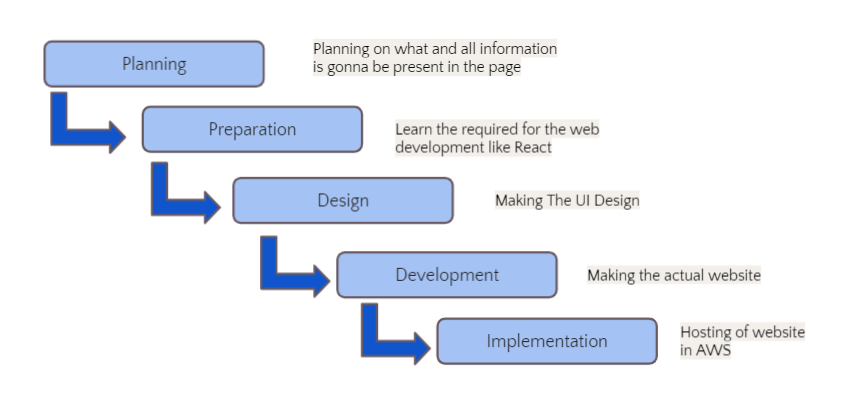 Planning
Planning on what and all information
is gonna be present in the page
Preparation
Learn the required for the web
development like React
Design
Making The UI Design
Development
Making the actual website
Implementation
Hosting of website
in AWS